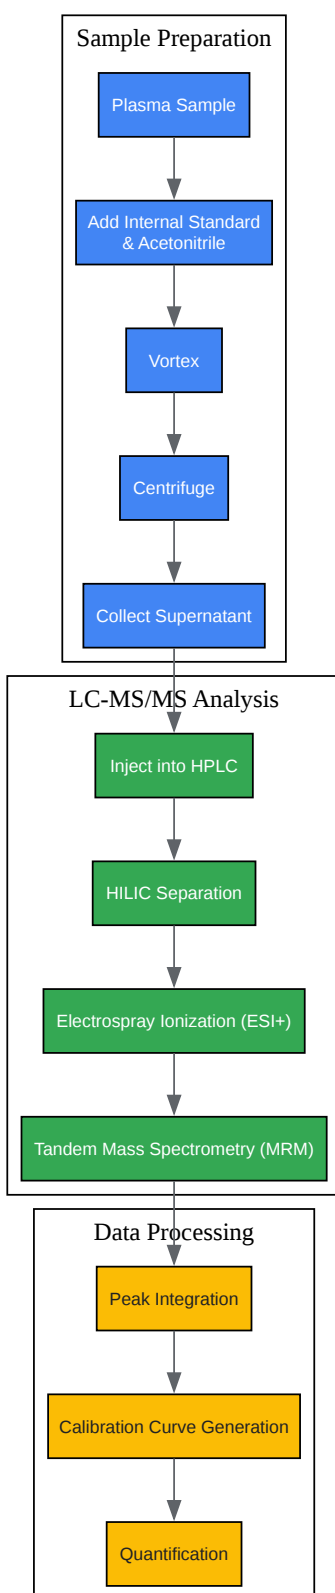 Sample Preparation
Plasma Sample
Add Internal Standard
& Acetonitrile
Vortex
Centrifuge
Collect Supernatant
LC-MS/MS Analysis
Inject into HPLC
HILIC Separation
Electrospray Ionization (ESI+)
Tandem Mass Spectrometry (MRM)
Data Processing
Peak Integration
Calibration Curve Generation
Quantification